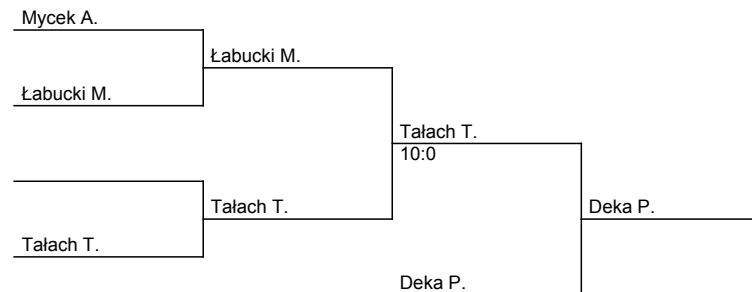 Mycek A.
Łabucki M.
Łabucki M.
Tałach T.
10:0
Tałach T.
Deka P.
Tałach T.
Deka P.